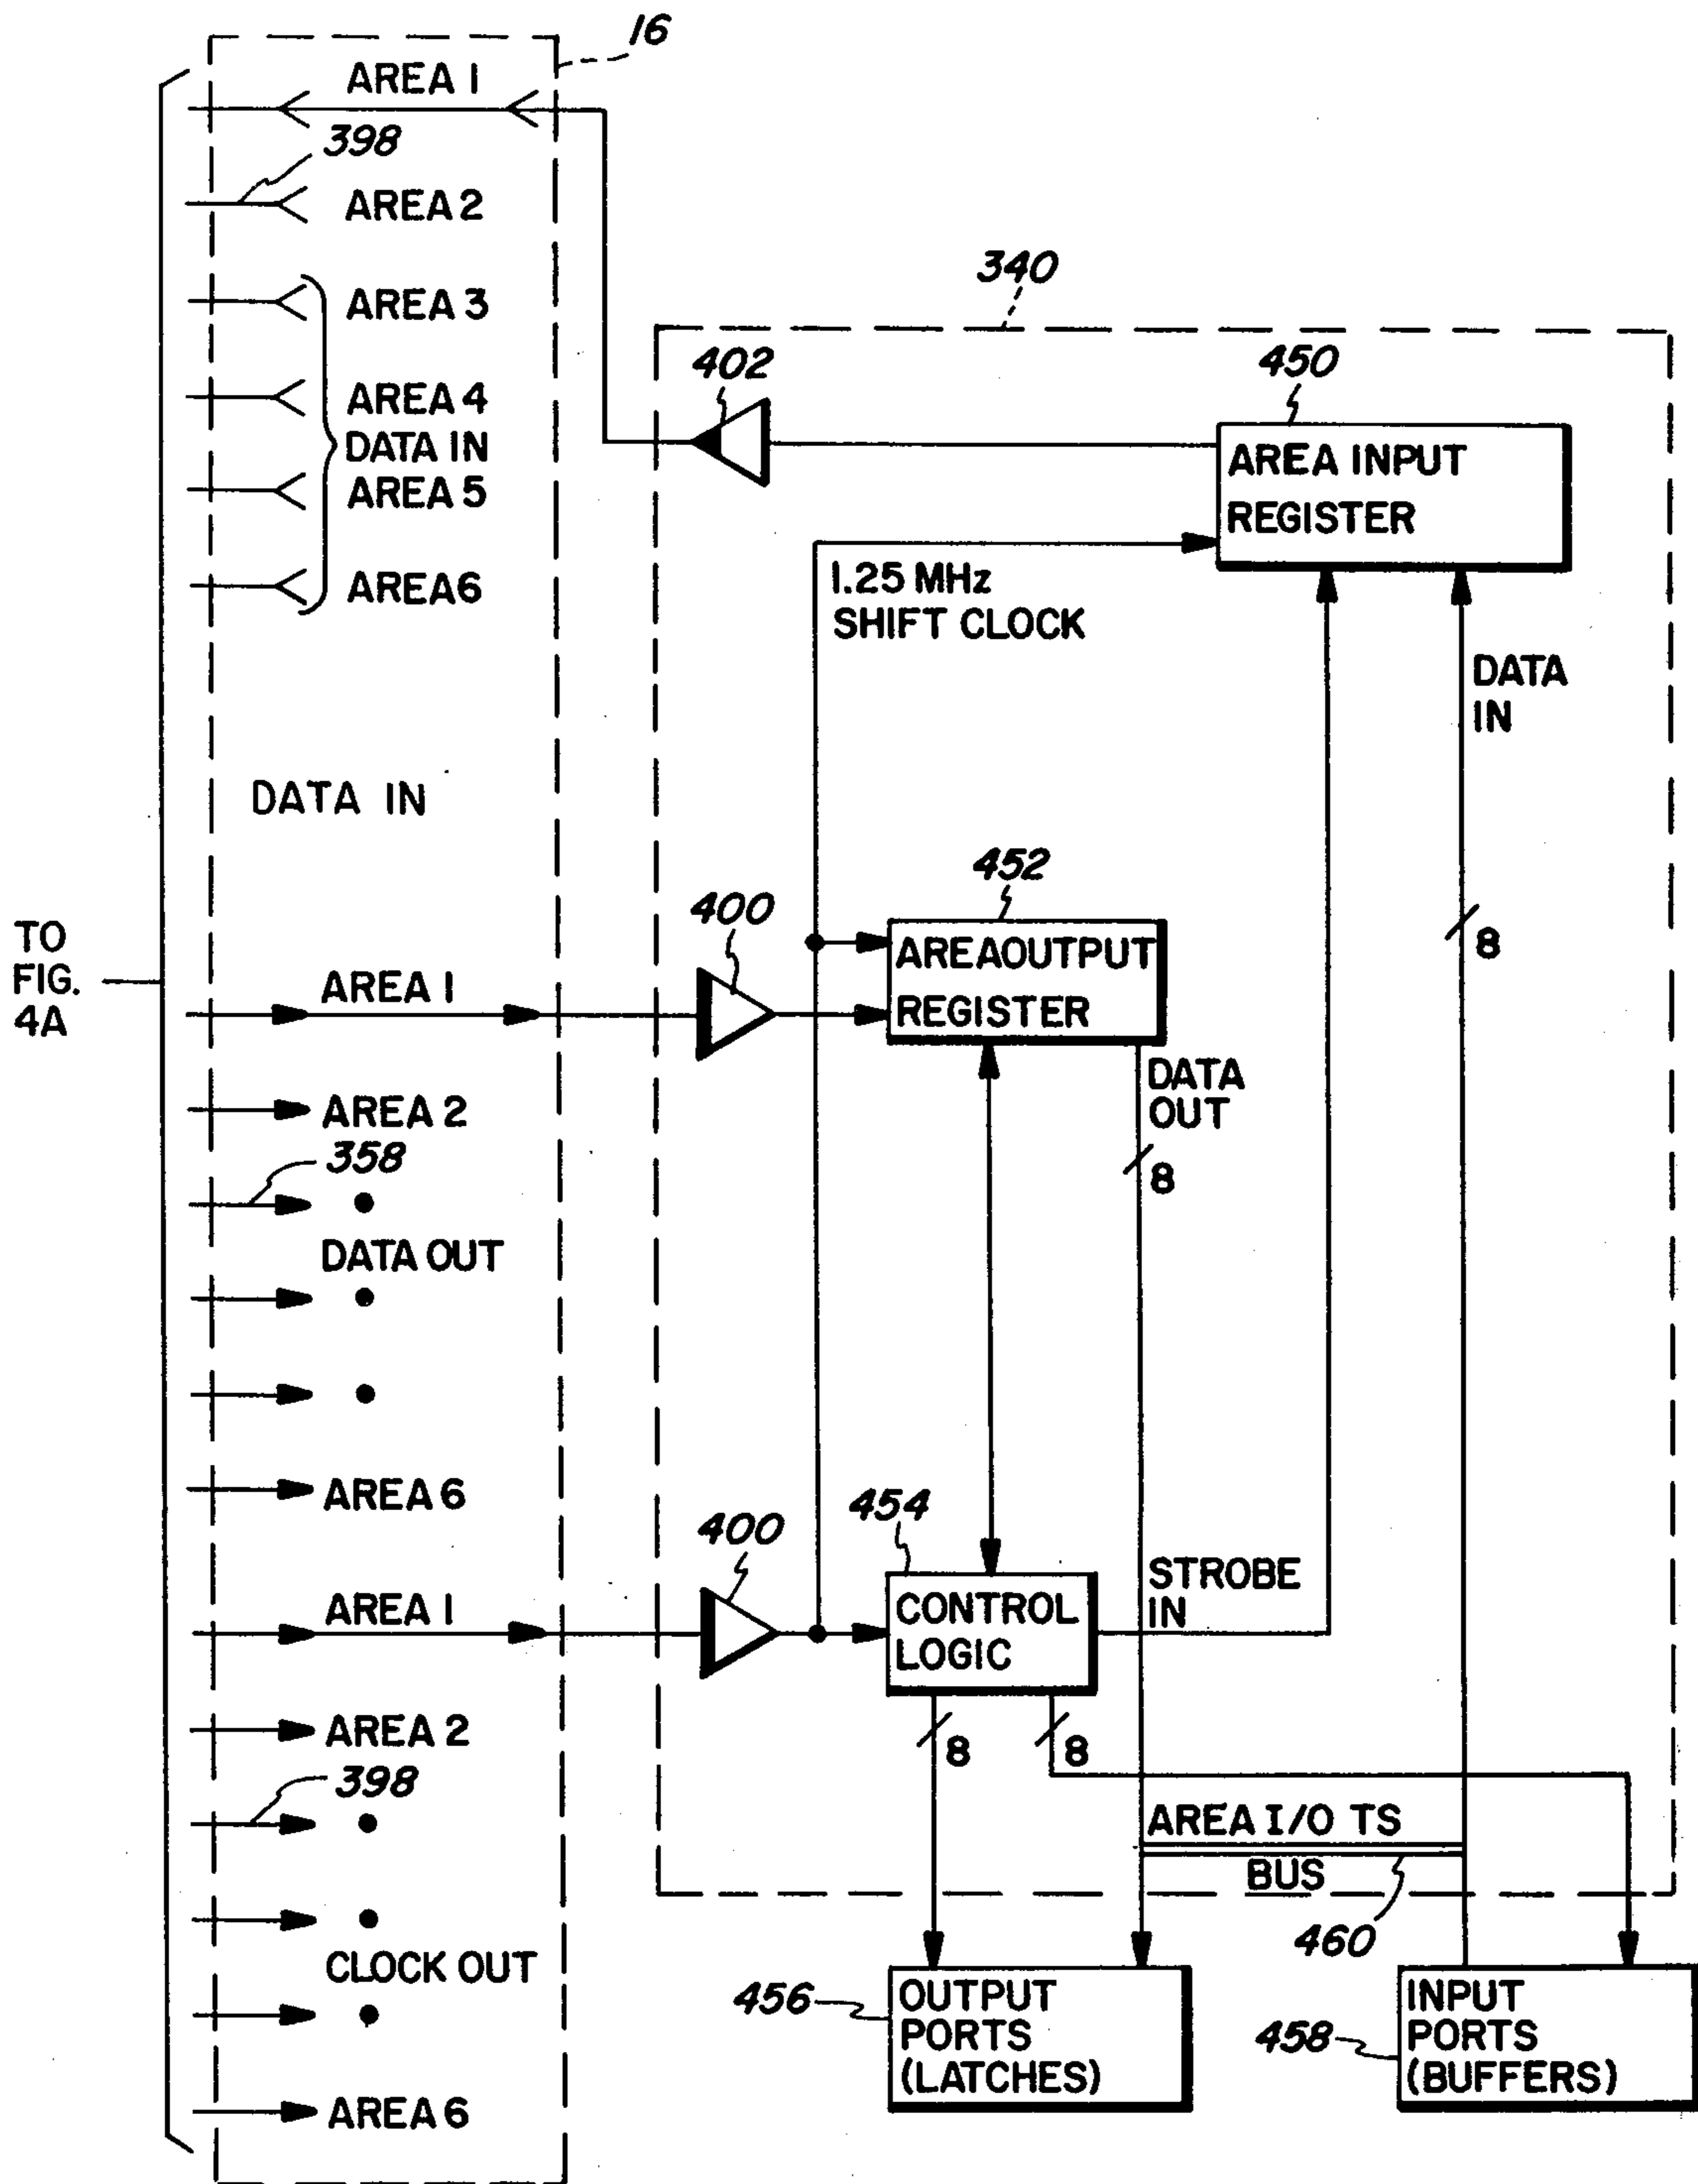 16
AREA 1
398
AREA 2
AREA 3
AREA 4
DATA IN
AREA 5
AREA 6
DATA IN
TO
FIG.
4A
AREA 1
AREA 2
358
DATA OUT
AREA 6
AREA 1
AREA 2
398
CLOCK OUT
AREA 6
340
402
450
AREA INPUT
REGISTER
1.25 MHz
SHIFT CLOCK
DATA
IN
8
400
452
AREAOUTPUT
REGISTER
DATA
OUT
8
400
454
CONTROL
LOGIC
STROBE
IN
8
8
AREA I/O TS
BUS
460
456
OUTPUT
PORTS
(LATCHES)
458
INPUT
PORTS
(BUFFERS)